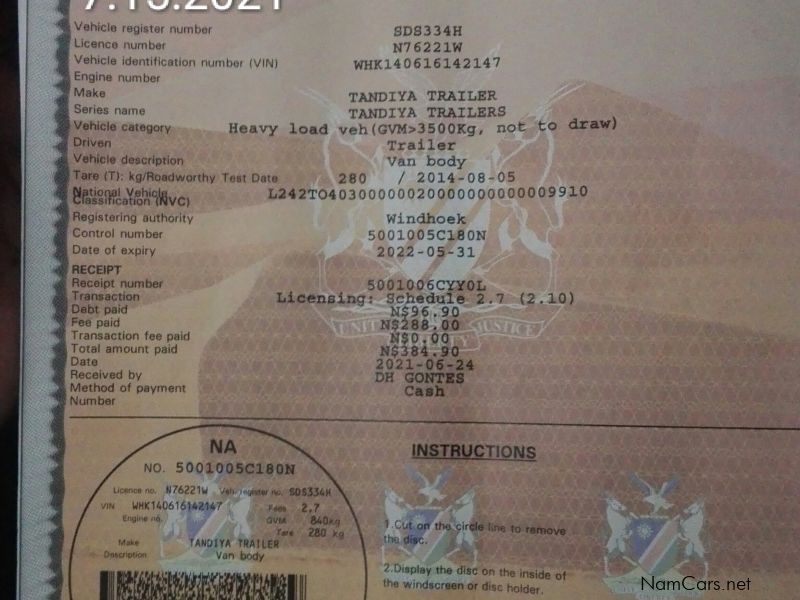 7.13.2021
Vehicle register number SDS334H
Licence number N76221W
Vehicle identification number (VIN) WHK140616142147
Engine number
Make TANDIYA TRAILER
Series name TANDIYA TRAILERS
Vehicle category Heavy load veh(GVM>3500Kg, not to draw)
Driven Trailer
Vehicle description Van body
Tare (T): kg/Roadworthy Test Date 280 / 2014-08-05
National Vehicle
Classification (NVC) L242TO40300000020000000000009910
Registering authority Windhoek
Control number 5001005C180N
Date of expiry 2022-05-31
RECEIPT
Receipt number 5001006CYY0L
Transaction Licensing: Schedule 2.7 (2.10)
Debt paid N$96.90
Fee paid N$288.00
Transaction fee paid N$0.00
Total amount paid N$384.90
Date 2021-06-24
Received by DH GONTES
Method of payment Cash
Number
UNITY JUSTICE
NA
NO. 5001005C180N
Licence no. N76221W Veh. register no. SDS334H
VIN WHK140616142147 Fees 2.7
Engine no. GVM 840kg
Tare 280 kg
Make TANDIYA TRAILER
Description Van body
INSTRUCTIONS
1.Cut on the circle line to remove
the disc.
2.Display the disc on the inside of
the windscreen or disc holder.
NamCars.net